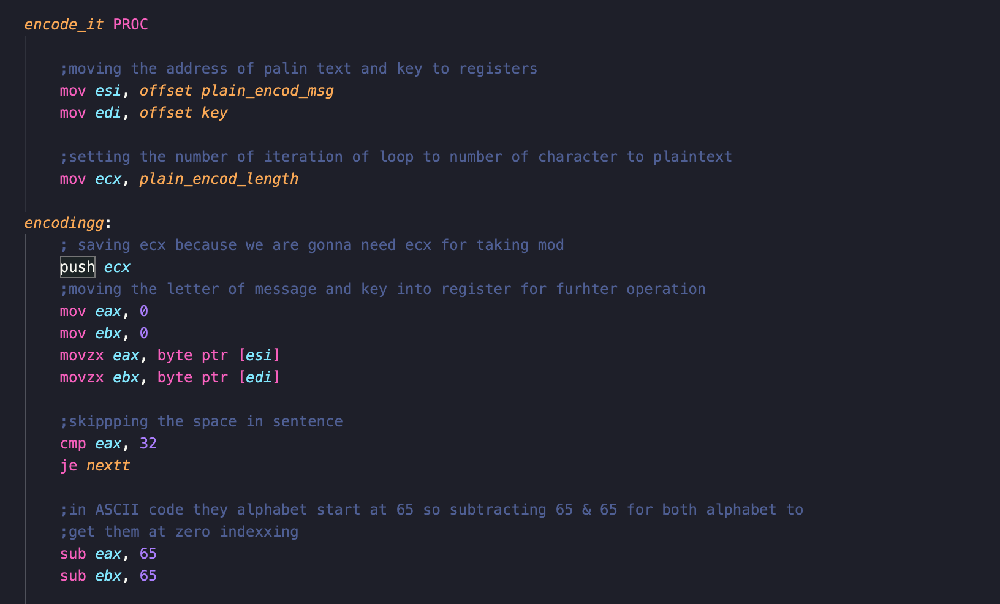 encode_it PROC
;moving the address of palin text and key to registers
mov esi, offset plain_encod_msg
mov edi, offset key
;setting the number of iteration of loop to number of character to plaintext
mov ecx, plain_encod_length
encodingg:
; saving ecx because we are gonna need ecx for taking mod
push ecx
;moving the letter of message and key into register for furhter operation
mov eax, 0
mov ebx, 0
movzx eax, byte ptr [esi]
movzx ebx, byte ptr [edi]
;skippping the space in sentence
cmp eax, 32
je nextt
;in ASCII code they alphabet start at 65 so subtracting 65 & 65 for both alphabet to
;get them at zero indexxing
sub eax, 65
sub ebx, 65